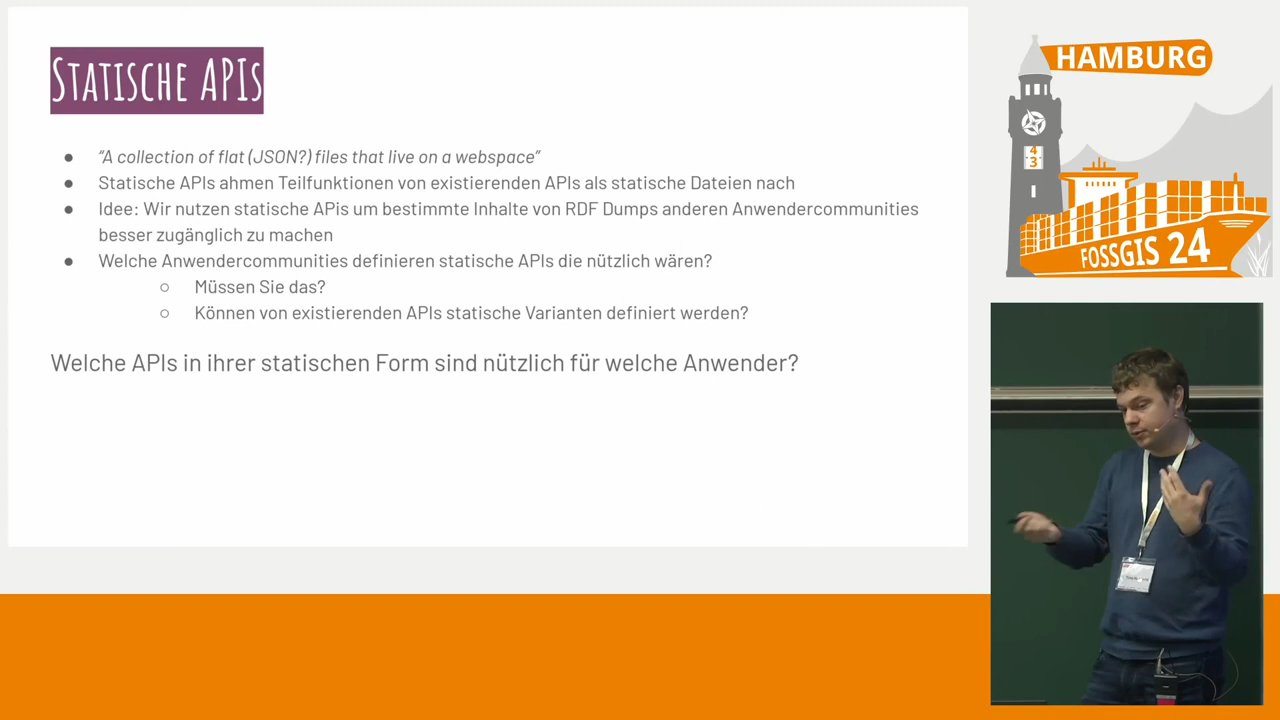 Statische APIs
● “A collection of flat (JSON?) files that live on a webspace”
● Statische APIs ahmen Teilfunktionen von existierenden APIs als statische Dateien nach
● Idee: Wir nutzen statische APIs um bestimmte Inhalte von RDF Dumps anderen Anwendercommunities
besser zugänglich zu machen
● Welche Anwendercommunities definieren statische APIs die nützlich wären?
○ Müssen Sie das?
○ Können von existierenden APIs statische Varianten definiert werden?
Welche APIs in ihrer statischen Form sind nützlich für welche Anwender?
HAMBURG
4
3
FOSSGIS 24